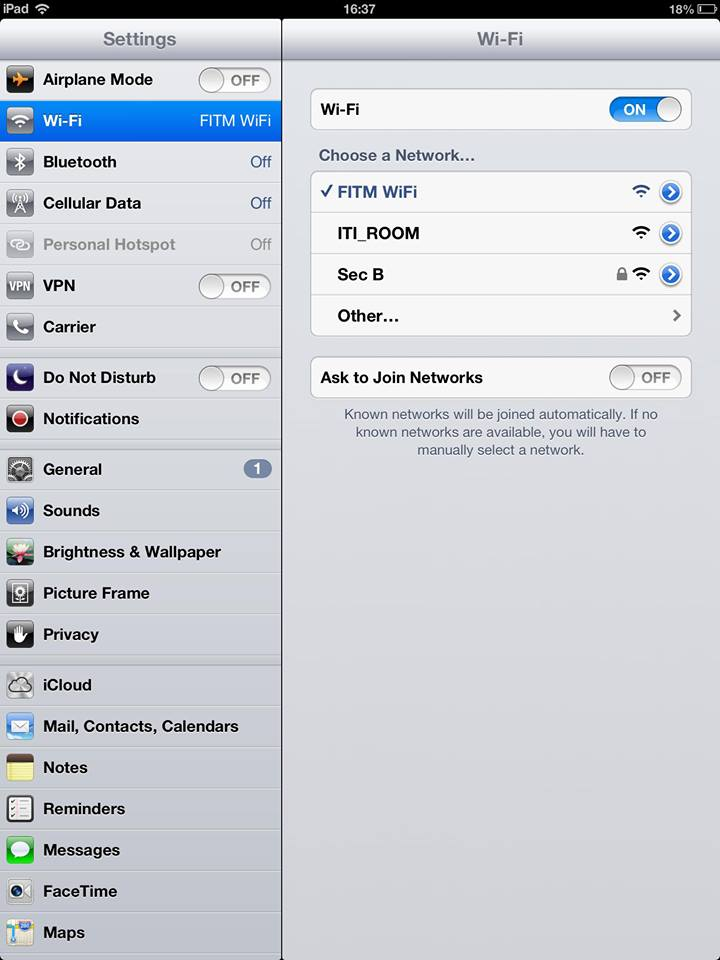 iPad 16:37 18%
Settings
Airplane Mode OFF
Wi-Fi FITM WiFi
Bluetooth Off
Cellular Data Off
Personal Hotspot Off
VPN VPN OFF
Carrier
Do Not Disturb OFF
Notifications
General 1
Sounds
Brightness & Wallpaper
Picture Frame
Privacy
iCloud
Mail, Contacts, Calendars
Notes
Reminders
Messages
FaceTime
Maps
Wi-Fi
Wi-Fi ON
Choose a Network...
FITM WiFi
ITI_ROOM
Sec B
Other...
Ask to Join Networks OFF
Known networks will be joined automatically. If no
known networks are available, you will have to
manually select a network.